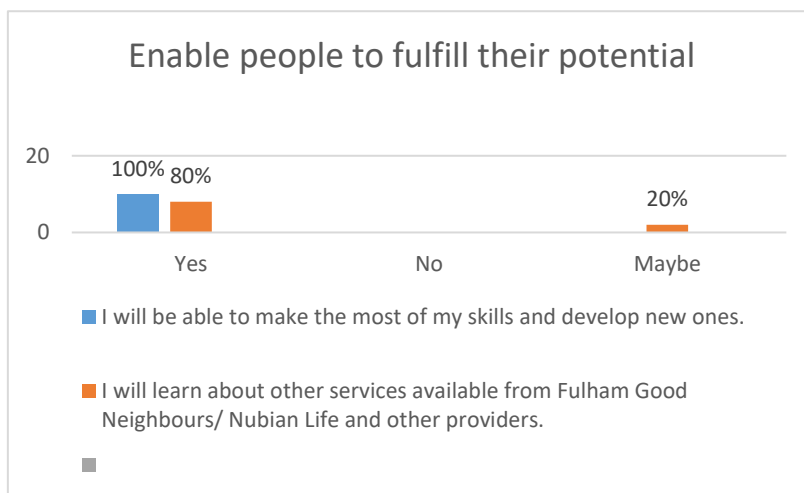 Enable people to fulfill their potential
20
100%
80%
20%
0
Yes
No
Maybe
I will be able to make the most of my skills and develop new ones.
I will learn about other services available from Fulham Good
Neighbours/ Nubian Life and other providers.